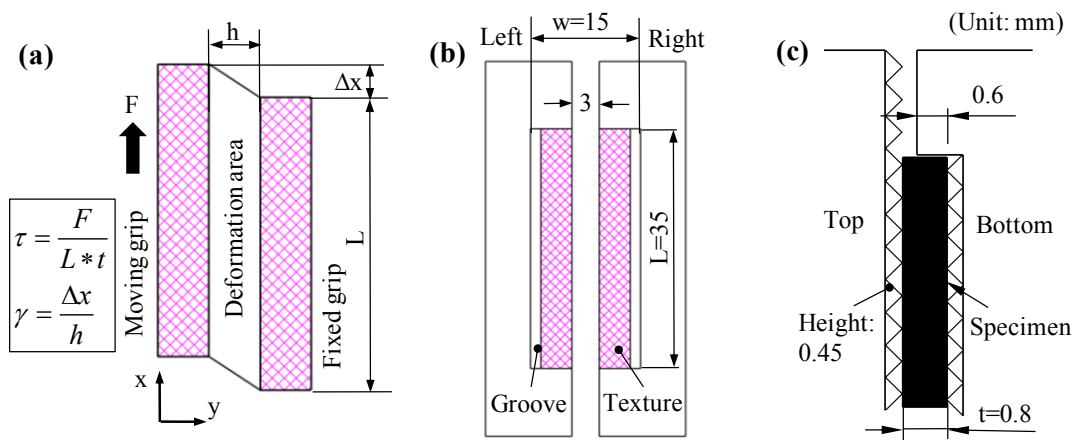 (a)
h
Δx
F
L
Moving grip
Deformation area
Fixed grip
τ = F / L * t
γ = Δx / h
x
y
(b)
w=15
Left
Right
3
L=35
Groove
Texture
(Unit: mm)
(c)
0.6
Top
Bottom
Height:
0.45
Specimen
t=0.8